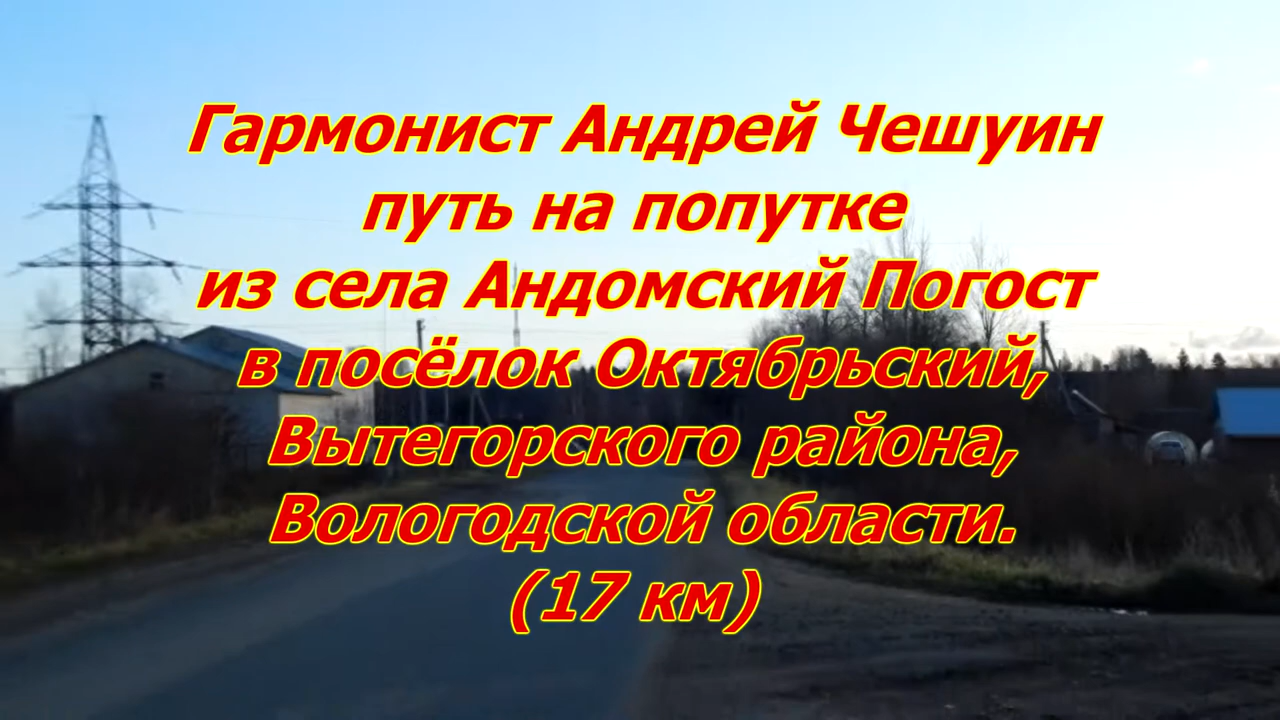 Гармонист Андрей Чешуин
путь на попутке
из села Андомский Погост
в посёлок Октябрьский,
Вытегорского района,
Вологодской области.
(17 км)